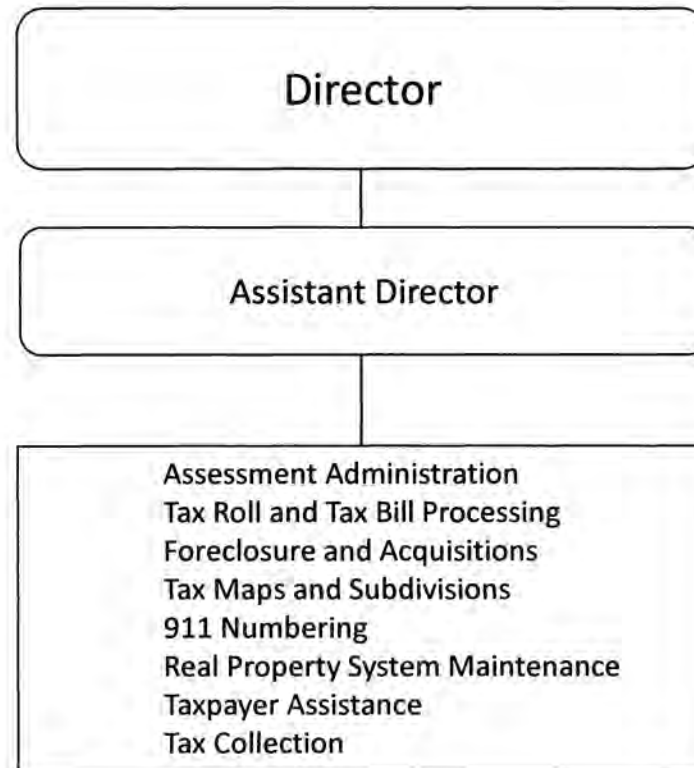 Director
Assistant Director
Assessment Administration
Tax Roll and Tax Bill Processing
Foreclosure and Acquisitions
Tax Maps and Subdivisions
911 Numbering
Real Property System Maintenance
Taxpayer Assistance
Tax Collection